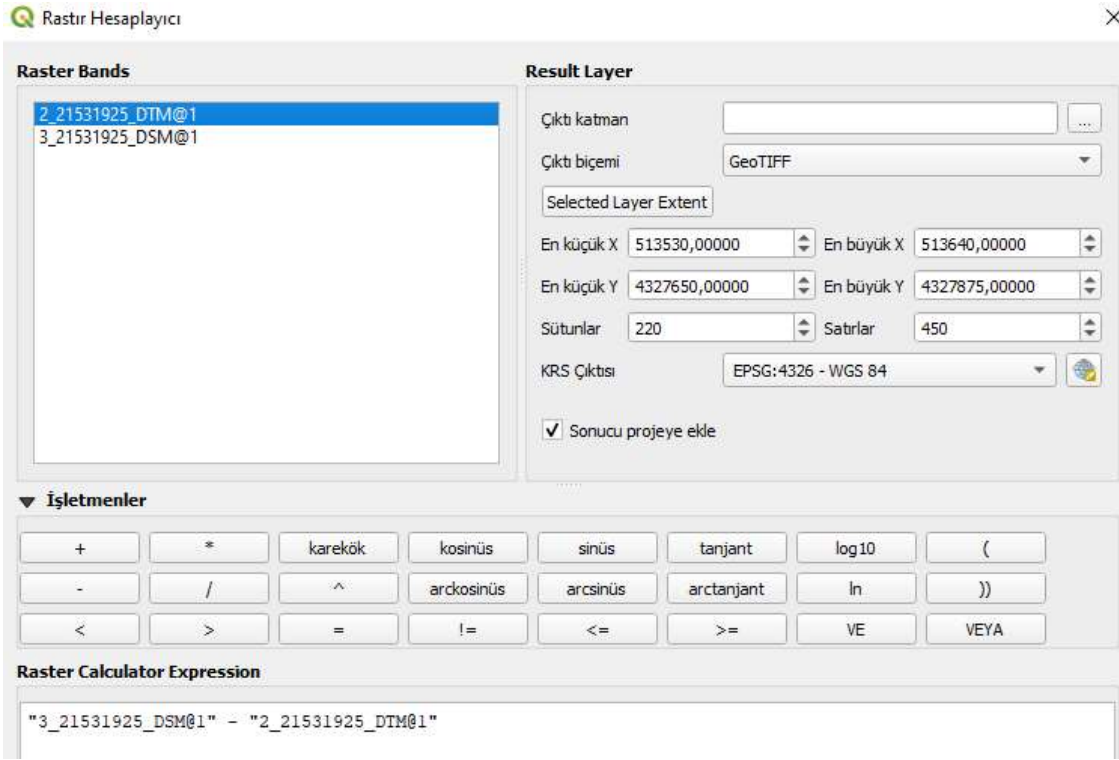 Rastır Hesaplayıcı
Raster Bands
2_21531925_DTM@1
3_21531925_DSM@1
Result Layer
Çıktı katman ...
Çıktı biçemi GeoTIFF
Selected Layer Extent
En küçük X 513530,00000 En büyük X 513640,00000
En küçük Y 4327650,00000 En büyük Y 4327875,00000
Sütunlar 220 Satırlar 450
KRS Çıktısı EPSG:4326 - WGS 84
Sonucu projeye ekle
İşletmenler
+ * karekök kosinüs sinüs tanjant log10 (
- / ^ arckosinüs arcsinüs arctanjant ln ))
< > = != <= >= VE VEYA
Raster Calculator Expression
"3_21531925_DSM@1" - "2_21531925_DTM@1"